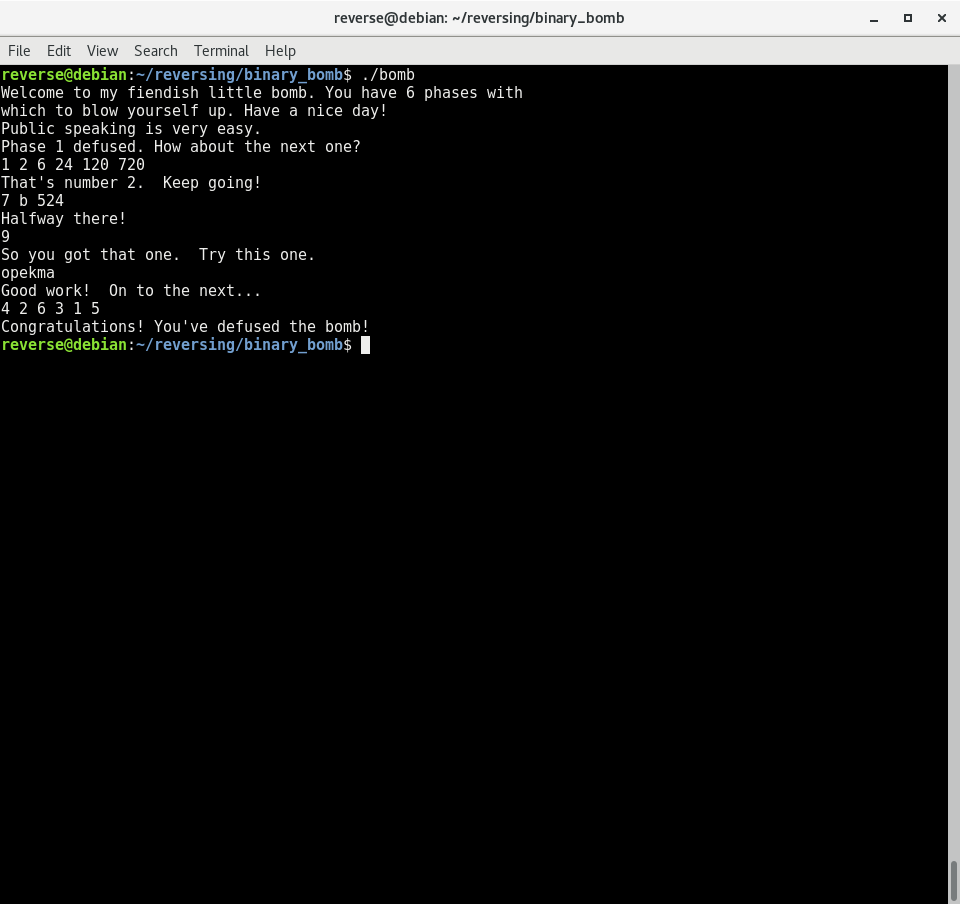 reverse@debian: ~/reversing/binary_bomb
File Edit View Search Terminal Help
reverse@debian:~/reversing/binary_bomb$ ./bomb
Welcome to my fiendish little bomb. You have 6 phases with
which to blow yourself up. Have a nice day!
Public speaking is very easy.
Phase 1 defused. How about the next one?
1 2 6 24 120 720
That's number 2.  Keep going!
7 b 524
Halfway there!
9
So you got that one.  Try this one.
opekma
Good work!  On to the next...
4 2 6 3 1 5
Congratulations! You've defused the bomb!
reverse@debian:~/reversing/binary_bomb$